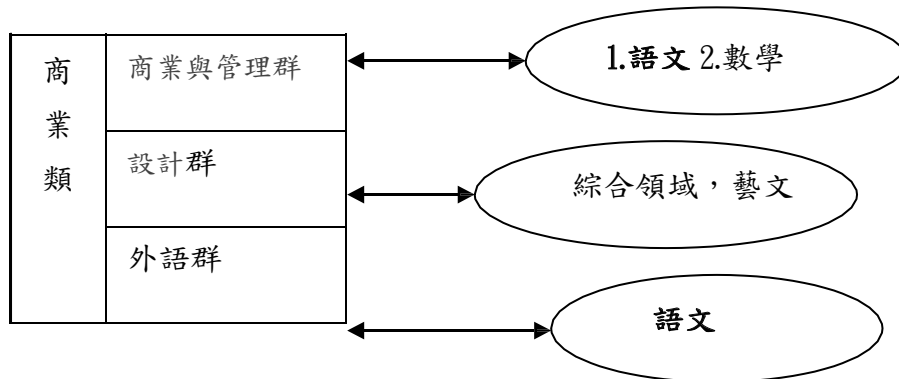 商業類
商業與管理群
1.語文 2.數學
設計群
綜合領域，藝文
外語群
語文